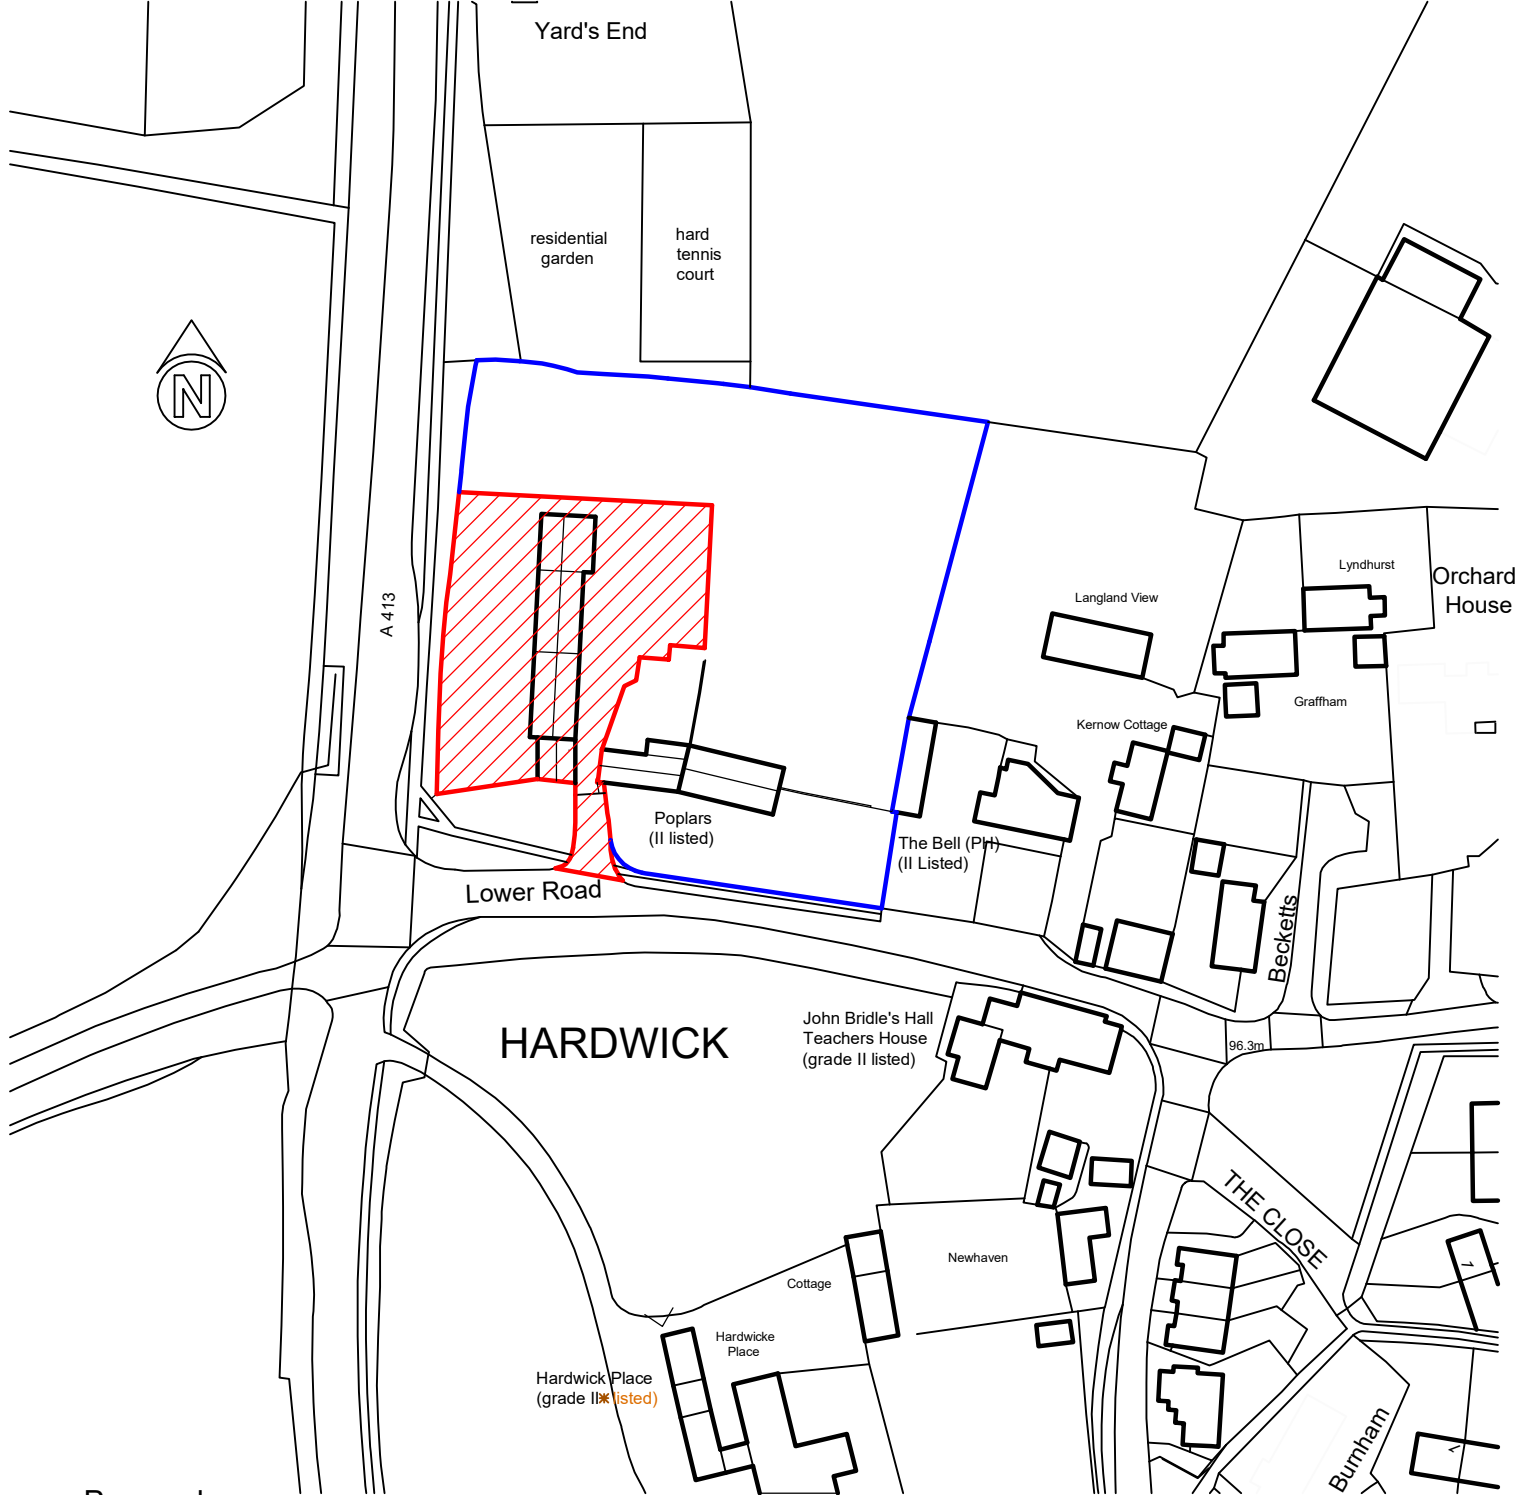 Yard's End
residential
garden
hard
tennis
court
N
A 413
Lyndhurst
Orchard
House
Langland View
Graffham
Kernow Cottage
Poplars
(II listed)
The Bell (PH)
(II Listed)
Lower Road
Becketts
John Bridle's Hall
Teachers House
(grade II listed)
HARDWICK
96.3m
THE CLOSE
Newhaven
Cottage
Hardwicke
Place
Hardwick Place
(grade II* listed)
1
Burnham